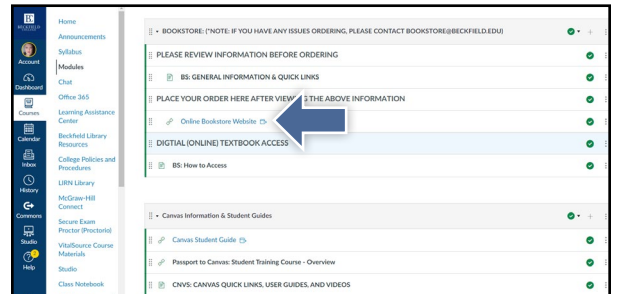 BECKFIELD
Account
Dashboard
Courses
Calendar
Inbox
History
Commons
Studio
Help
Home
Announcements
Syllabus
Modules
Chat
Office 365
Learning Assistance
Center
Beckfield Library
Resources
College Policies and
Procedures
LIRN Library
McGraw-Hill
Connect
Secure Exam
Proctor (Proctorio)
VitalSource Course
Materials
Studio
Class Notebook
BOOKSTORE: (*NOTE: IF YOU HAVE ANY ISSUES ORDERING, PLEASE CONTACT BOOKSTORE@BECKFIELD.EDU)
PLEASE REVIEW INFORMATION BEFORE ORDERING
BS: GENERAL INFORMATION & QUICK LINKS
PLACE YOUR ORDER HERE AFTER VIEWING THE ABOVE INFORMATION
Online Bookstore Website
DIGTIAL (ONLINE) TEXTBOOK ACCESS
BS: How to Access
Canvas Information & Student Guides
Canvas Student Guide
Passport to Canvas: Student Training Course - Overview
CNVS: CANVAS QUICK LINKS, USER GUIDES, AND VIDEOS